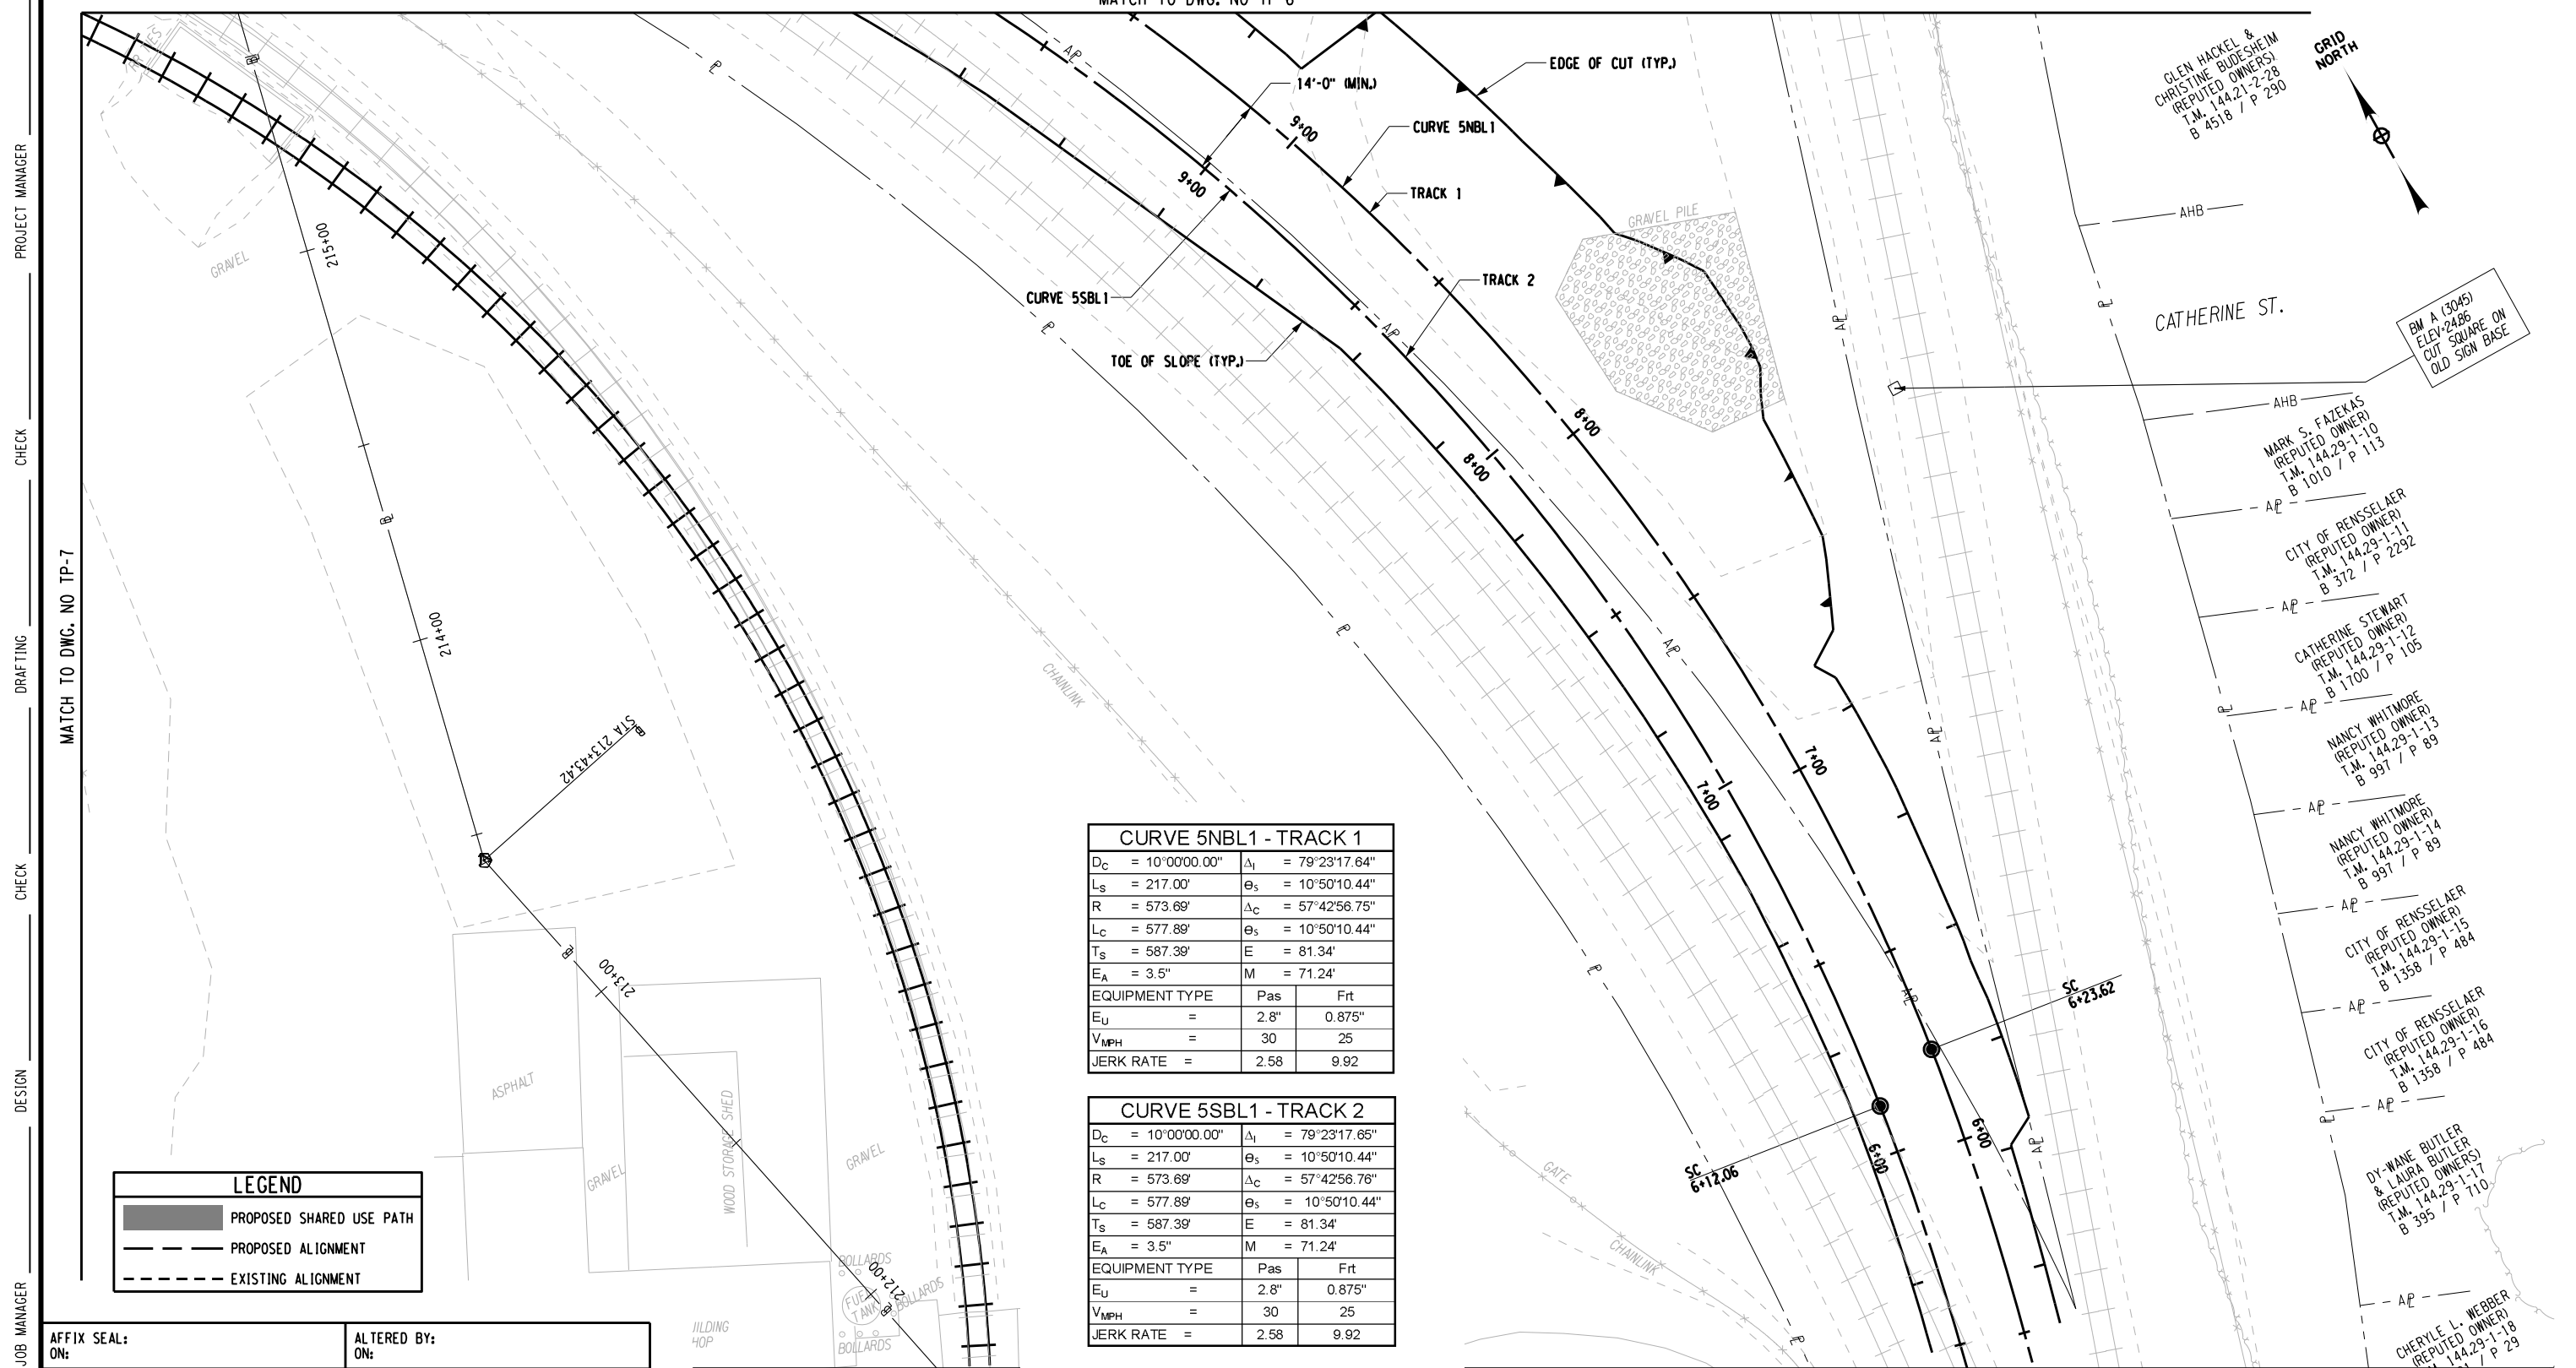 MATCH TO DWG. NO TP-6
PROJECT MANAGER
CHECK
DRAFTING
CHECK
DESIGN
JOB MANAGER
MATCH TO DWG. NO TP-7
GRAVEL
215+00
214+00
STA 213+43.42
213+00
212+00
ASPHALT
GRAVEL
WOOD STORAGE SHED
GRAVEL
BOLLARDS
FUEL
TANK
BOLLARDS
BOLLARDS
CHAINLINK
14'-0" (MIN.)
EDGE OF CUT (TYP.)
9+00
CURVE 5NBL1
TRACK 1
9+00
CURVE 5SBL1
TRACK 2
TOE OF SLOPE (TYP.)
GRAVEL PILE
8+00
8+00
7+00
7+00
SC
6+23.62
SC
6+12.06
6+00
6+00
GATE
CHAINLINK
GRID
NORTH
GLEN HACKEL &
CHRISTINE BUDESHEIM
(REPUTED OWNERS)
T.M. 144.21-2-28
B 4518 / P 290
AHB
CATHERINE ST.
BM A (3045)
ELEV=24.86
CUT SQUARE ON
OLD SIGN BASE
AHB
MARK S. FAZEKAS
(REPUTED OWNER)
T.M. 144.29-1-10
B 1010 / P 113
CITY OF RENSSELAER
(REPUTED OWNER)
T.M. 144.29-1-11
B 372 / P 2292
CATHERINE STEWART
(REPUTED OWNER)
T.M. 144.29-1-12
B 1700 / P 105
NANCY WHITMORE
(REPUTED OWNER)
T.M. 144.29-1-13
B 997 / P 89
NANCY WHITMORE
(REPUTED OWNER)
T.M. 144.29-1-14
B 997 / P 89
CITY OF RENSSELAER
(REPUTED OWNER)
T.M. 144.29-1-15
B 1358 / P 484
CITY OF RENSSELAER
(REPUTED OWNER)
T.M. 144.29-1-16
B 1358 / P 484
DY-WANE BUTLER
& LAURA BUTLER
(REPUTED OWNERS)
T.M. 144.29-1-17
B 395 / P 710
CHERYLE L. WEBBER
(REPUTED OWNER)
144.29-1-18
/ P 29
CURVE 5NBL1 - TRACK 1
DC = 10°00'00.00" ΔI = 79°23'17.64"
LS = 217.00' ΘS = 10°50'10.44"
R = 573.69' ΔC = 57°42'56.75"
LC = 577.89' ΘS = 10°50'10.44"
TS = 587.39' E = 81.34'
EA = 3.5" M = 71.24'
EQUIPMENT TYPE Pas Frt
EU = 2.8" 0.875"
VMPH = 30 25
JERK RATE = 2.58 9.92
CURVE 5SBL1 - TRACK 2
DC = 10°00'00.00" ΔI = 79°23'17.65"
LS = 217.00' ΘS = 10°50'10.44"
R = 573.69' ΔC = 57°42'56.76"
LC = 577.89' ΘS = 10°50'10.44"
TS = 587.39' E = 81.34'
EA = 3.5" M = 71.24'
EQUIPMENT TYPE Pas Frt
EU = 2.8" 0.875"
VMPH = 30 25
JERK RATE = 2.58 9.92
LEGEND
PROPOSED SHARED USE PATH
PROPOSED ALIGNMENT
EXISTING ALIGNMENT
AFFIX SEAL:
ON:
ALTERED BY:
ON: